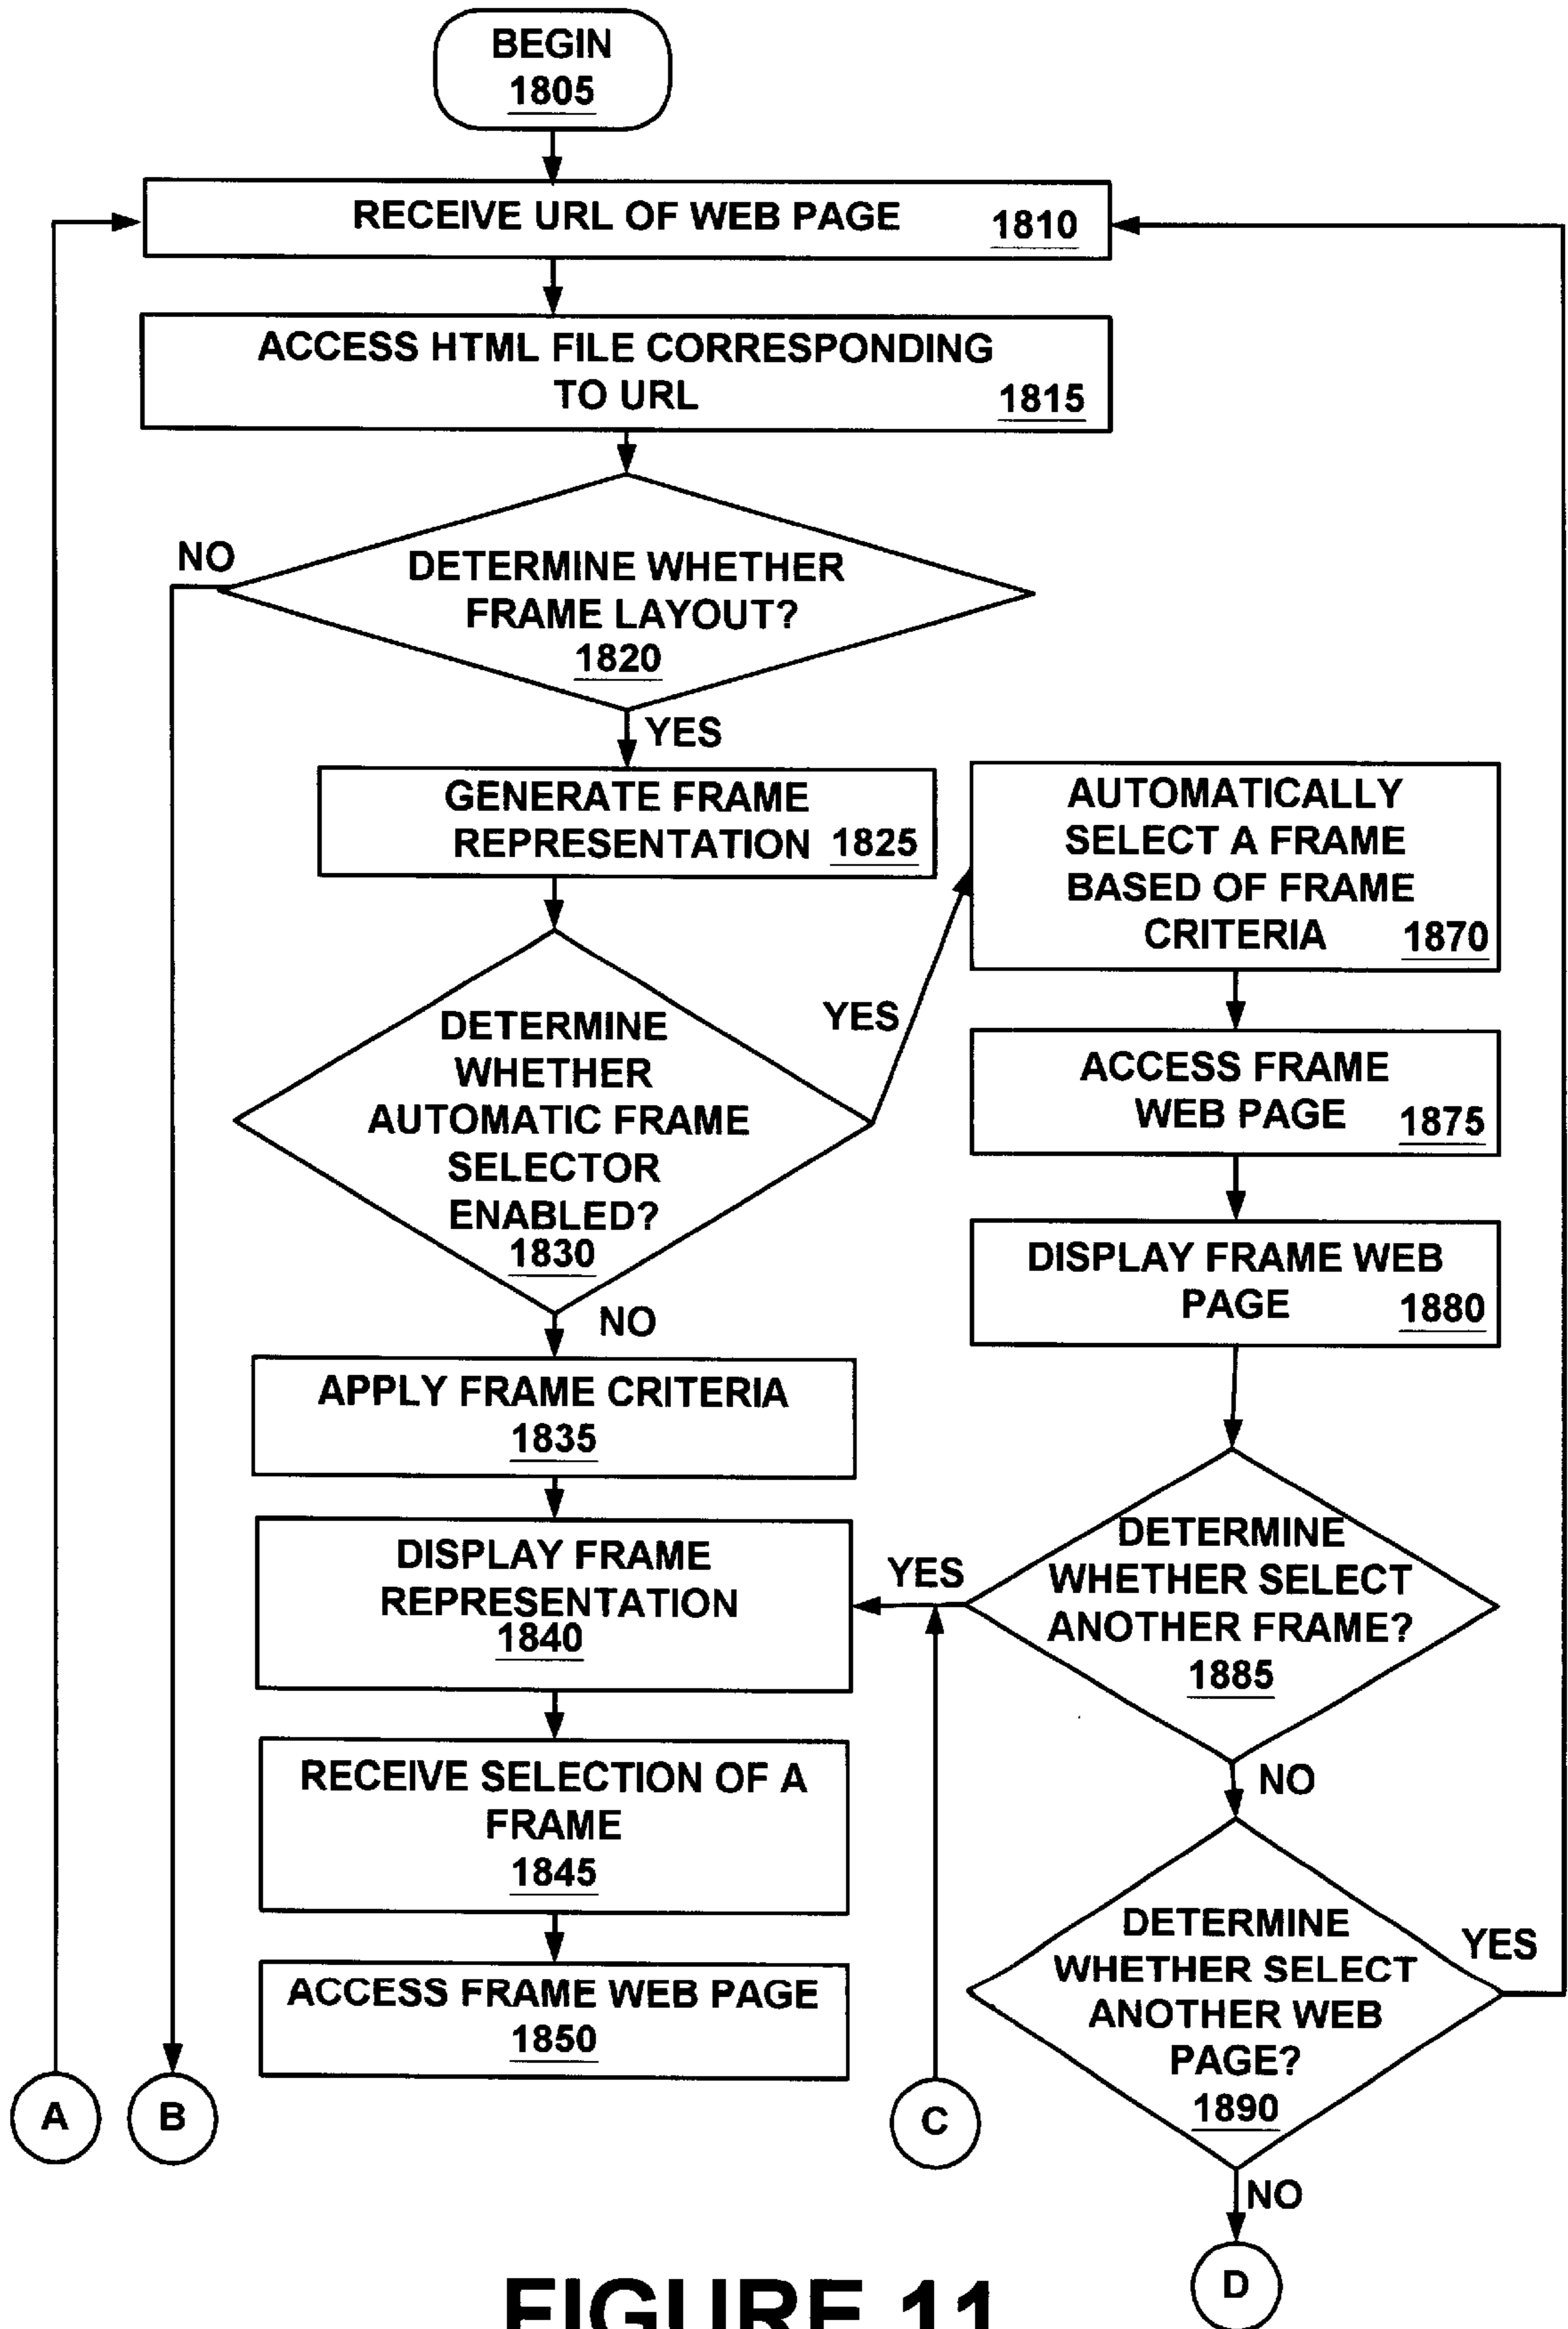 BEGIN
1805
RECEIVE URL OF WEB PAGE 1810
ACCESS HTML FILE CORRESPONDING
TO URL 1815
NO
DETERMINE WHETHER
FRAME LAYOUT?
1820
YES
GENERATE FRAME
REPRESENTATION 1825
DETERMINE
WHETHER
AUTOMATIC FRAME
SELECTOR
ENABLED?
1830
YES
NO
AUTOMATICALLY
SELECT A FRAME
BASED OF FRAME
CRITERIA 1870
ACCESS FRAME
WEB PAGE 1875
DISPLAY FRAME WEB
PAGE 1880
APPLY FRAME CRITERIA
1835
DISPLAY FRAME
REPRESENTATION
1840
YES
DETERMINE
WHETHER SELECT
ANOTHER FRAME?
1885
NO
RECEIVE SELECTION OF A
FRAME
1845
ACCESS FRAME WEB PAGE
1850
DETERMINE
WHETHER SELECT
ANOTHER WEB
PAGE?
1890
YES
NO
A
B
C
D
FIGURE 11